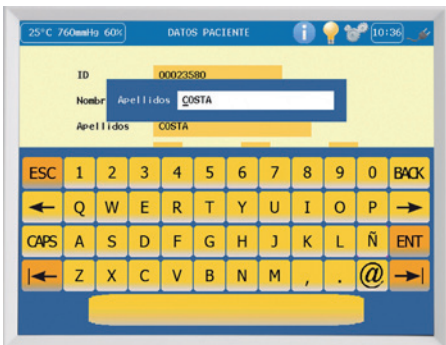 25°C 760mmHg 60% DATOS PACIENTE 10:36
ID 00023580
Nombr Apellidos COSTA
Apellidos COSTA
ESC 1 2 3 4 5 6 7 8 9 0 BACK
Q W E R T Y U I O P
CAPS A S D F G H J K L Ñ ENT
Z X C V B N M , . @